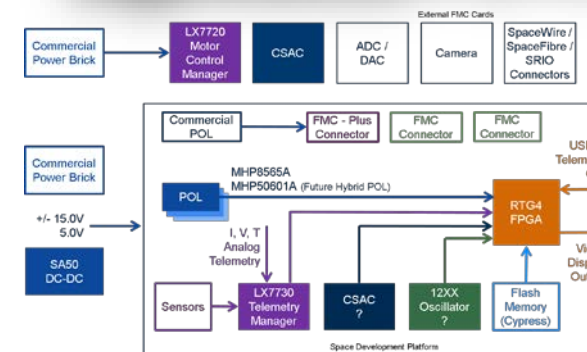 External FMC Cards
Commercial
Power Brick
LX7720
Motor
Control
Manager
CSAC
ADC /
DAC
Camera
SpaceWire /
SpaceFibre /
SRIO
Connectors
Commercial
POL
FMC - Plus
Connector
FMC
Connector
FMC
Connector
Commercial
Power Brick
MHP8565A
MHP50601A (Future Hybrid POL)
POL
RTG4
FPGA
+/- 15.0V
5.0V
I, V, T
Analog
Telemetry
SA50
DC-DC
Sensors
LX7730
Telemetry
Manager
CSAC
?
12XX
Oscillator
?
Flash
Memory
(Cypress)
Space Development Platform